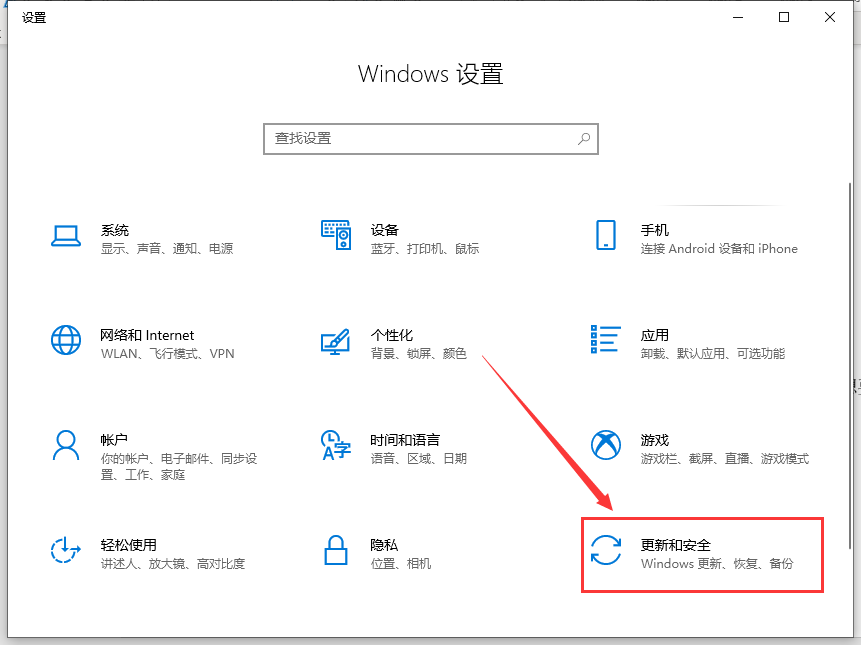 设置
Windows 设置
查找设置
系统
显示、声音、通知、电源
设备
蓝牙、打印机、鼠标
手机
连接 Android 设备和 iPhone
网络和 Internet
WLAN、飞行模式、VPN
个性化
背景、锁屏、颜色
应用
卸载、默认应用、可选功能
帐户
你的帐户、电子邮件、同步设
置、工作、家庭
时间和语言
语音、区域、日期
游戏
游戏栏、截屏、直播、游戏模式
轻松使用
讲述人、放大镜、高对比度
隐私
位置、相机
更新和安全
Windows 更新、恢复、备份